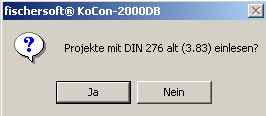 fischersoft® KoCon-2000DB
Projekte mit DIN 276 alt (3.83) einlesen?
Ja Nein